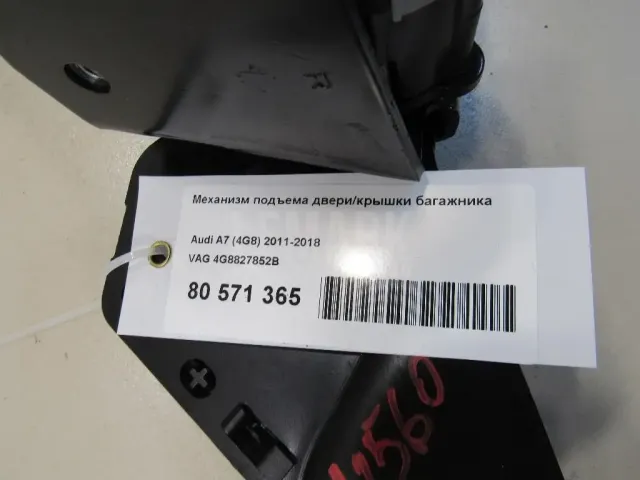 Механизм подъема двери/крышки багажника
Audi A7 (4G8) 2011-2018
VAG 4G8827852B
80 571 365